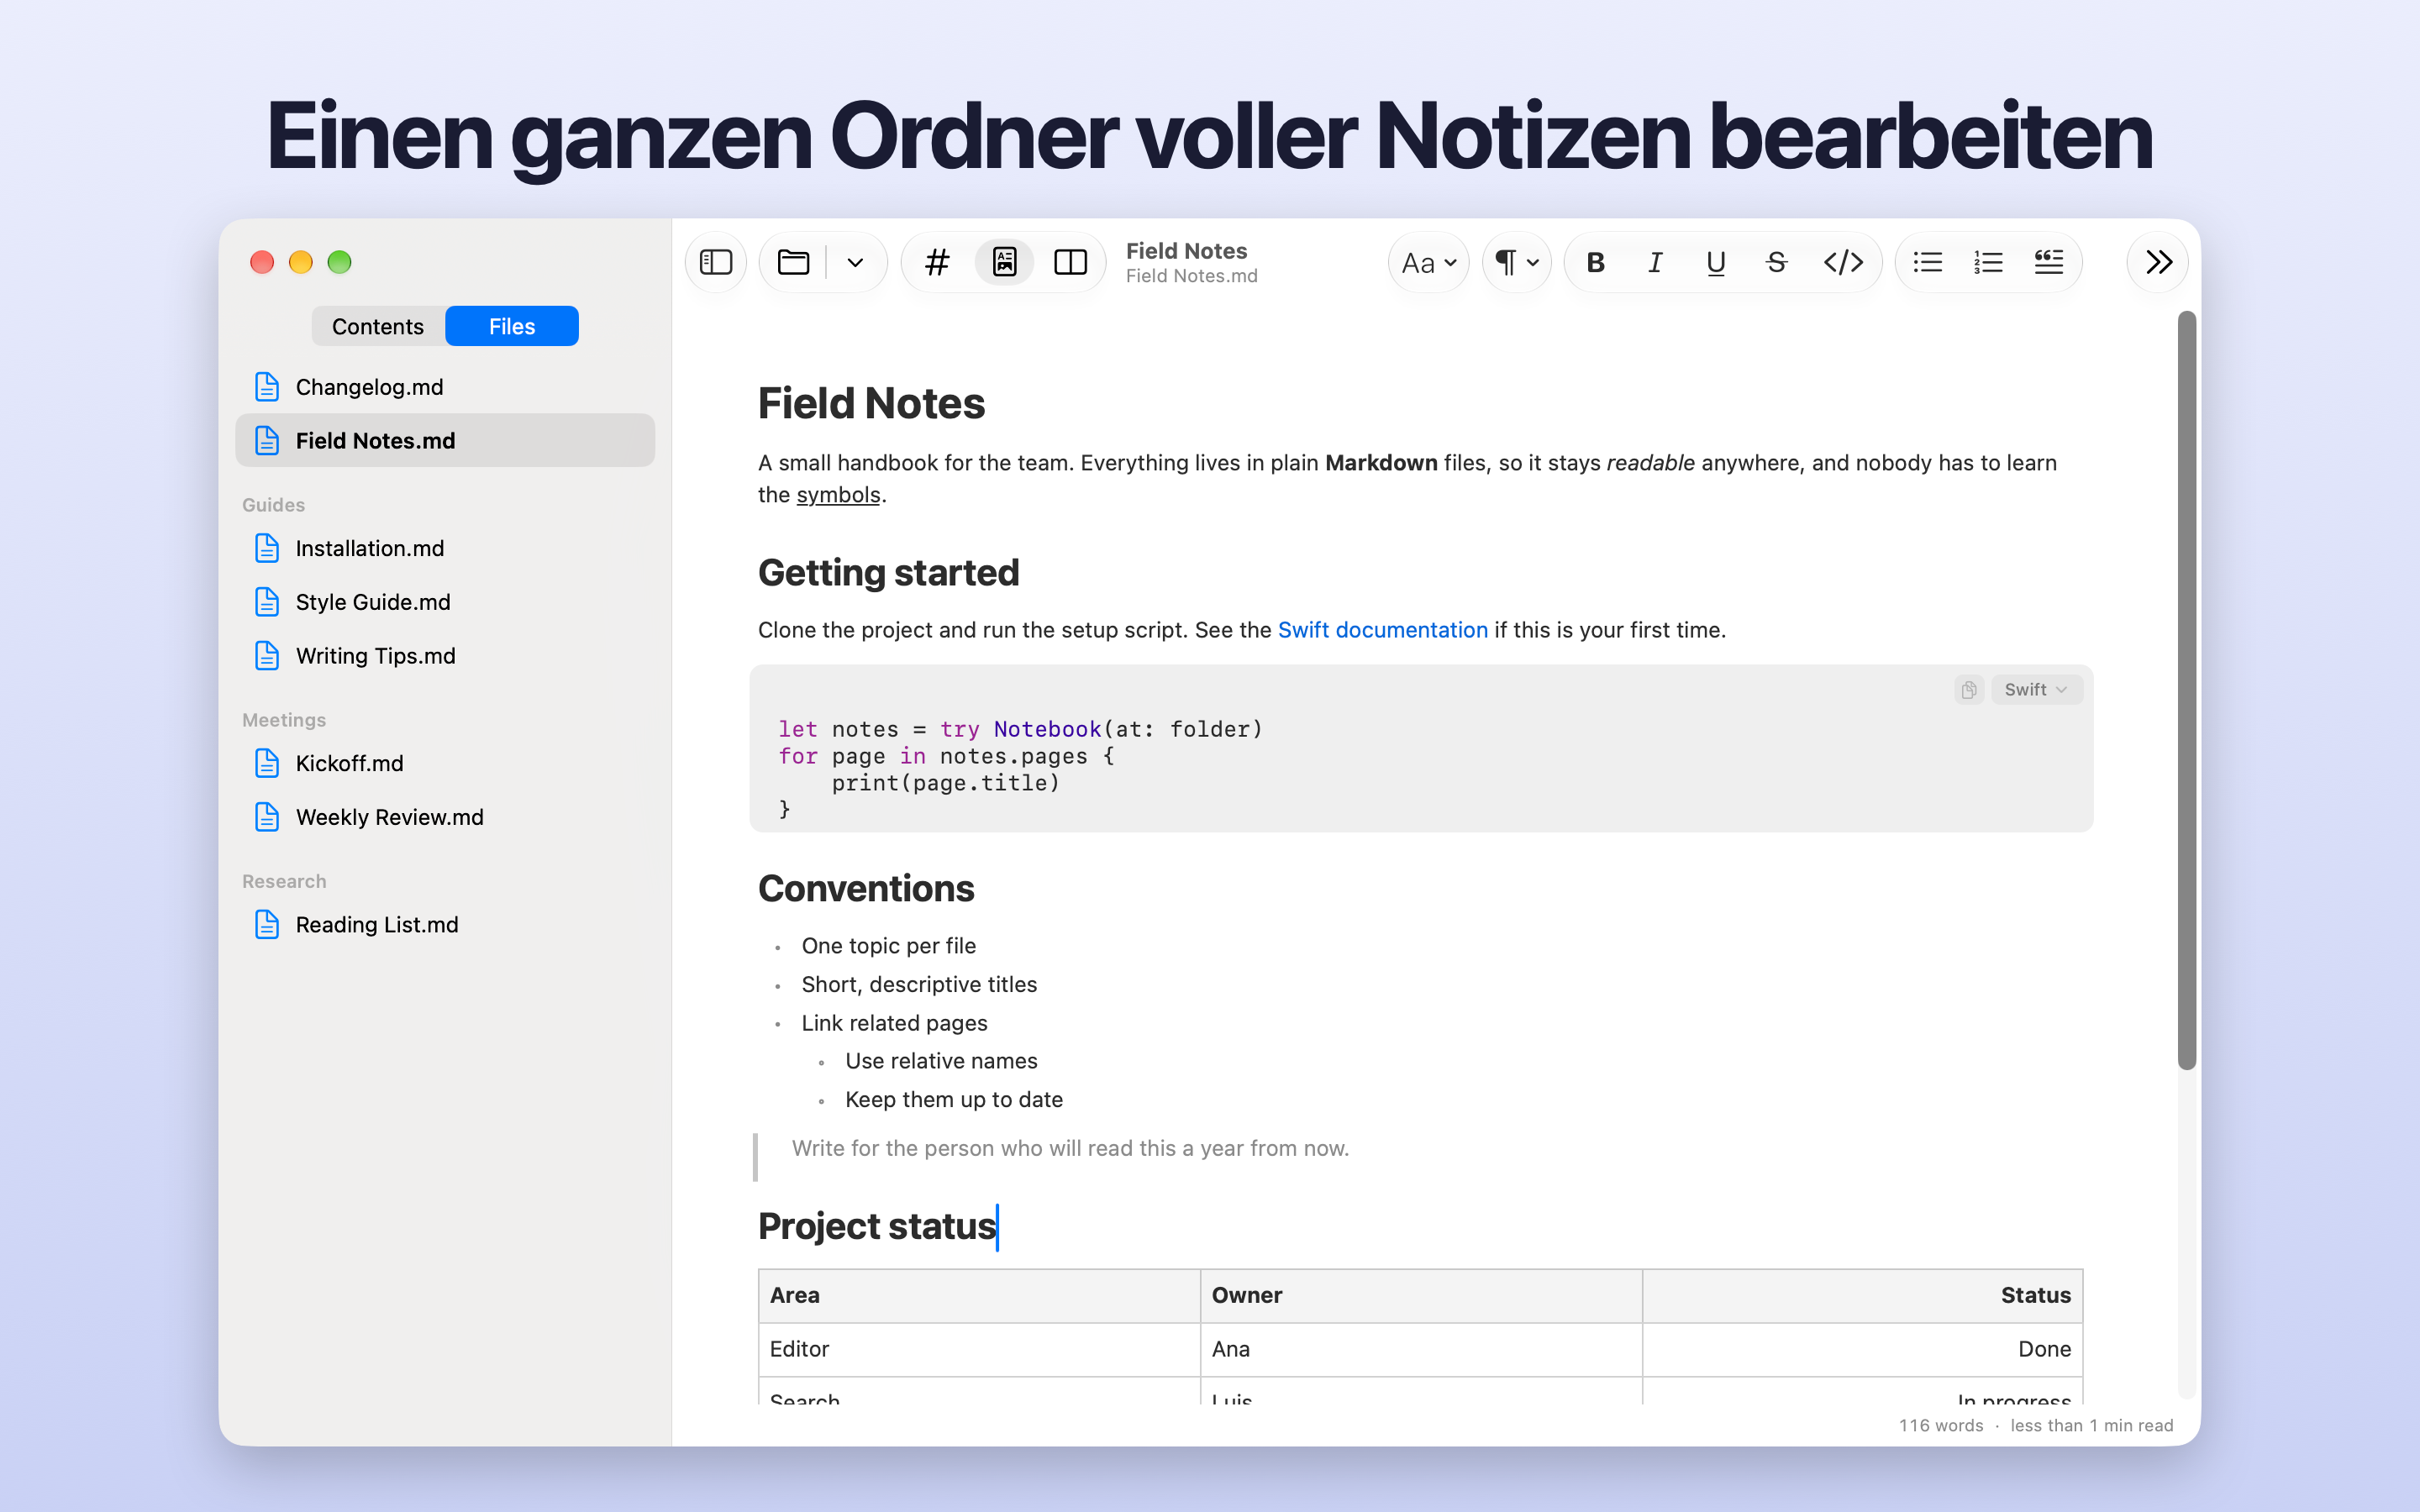 Einen ganzen Ordner voller Notizen bearbeiten
Contents
Files
Changelog.md
Field Notes.md
Guides
Installation.md
Style Guide.md
Writing Tips.md
Meetings
Kickoff.md
Weekly Review.md
Research
Reading List.md
Field Notes
Field Notes.md
Aa
B I U S </>
Field Notes
A small handbook for the team. Everything lives in plain Markdown files, so it stays readable anywhere, and nobody has to learn
the symbols.
Getting started
Clone the project and run the setup script. See the Swift documentation if this is your first time.
Swift
let notes = try Notebook(at: folder)
for page in notes.pages {
    print(page.title)
}
Conventions
One topic per file
Short, descriptive titles
Link related pages
Use relative names
Keep them up to date
Write for the person who will read this a year from now.
Project status
Area Owner Status
Editor Ana Done
Search Luis In progress
116 words · less than 1 min read